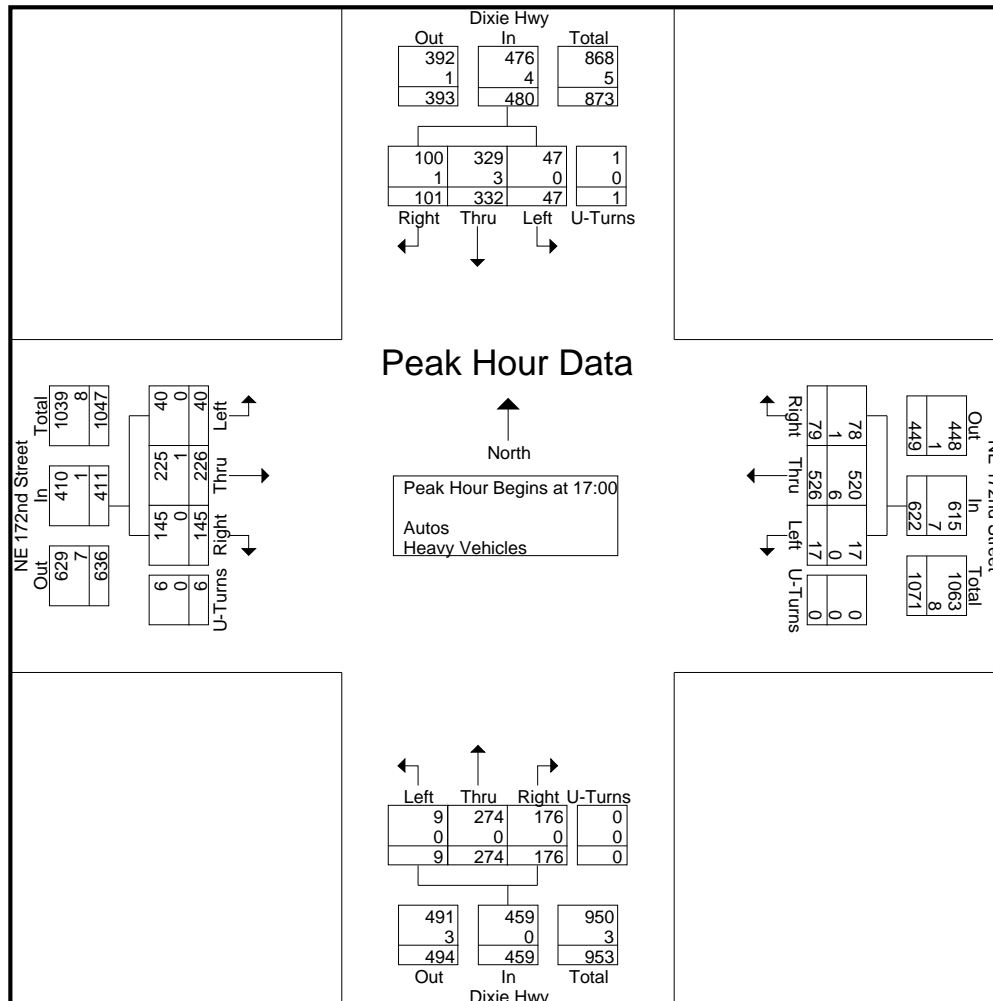 Dixie Hwy
Out In Total
392 476 868
1 4 5
393 480 873
100 329 47 1
1 3 0 0
101 332 47 1
Right Thru Left U-Turns
Peak Hour Data
North
Peak Hour Begins at 17:00
Autos
Heavy Vehicles
NE 172nd Street
Out In Total
629 410 1039
7 1 8
636 411 1047
40 225 145 6
0 1 0 0
40 226 145 6
Left Thru Right U-Turns
NE 172nd Street
Out In Total
448 615 1063
1 7 8
449 622 1071
78 520 17 0
1 6 0 0
79 526 17 0
Right Thru Left U-Turns
Left Thru Right U-Turns
9 274 176 0
0 0 0 0
9 274 176 0
491 459 950
3 0 3
494 459 953
Out In Total
Dixie Hwy